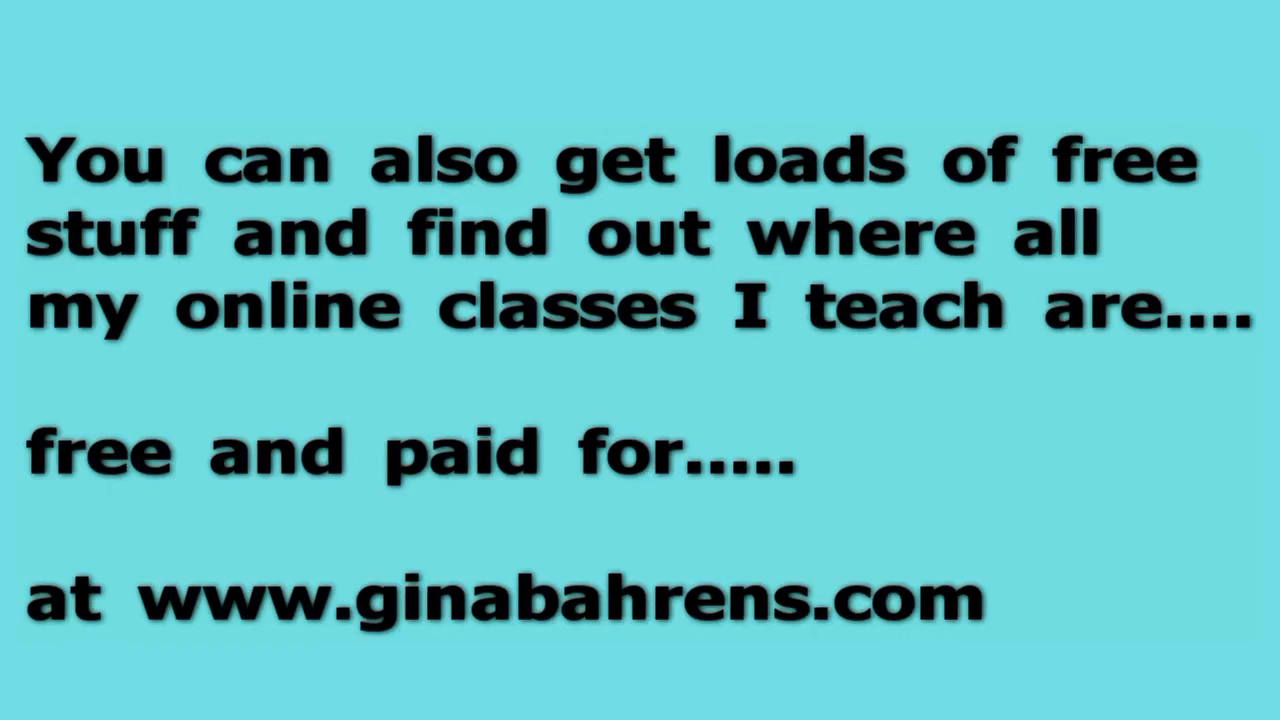 You can also get loads of free
stuff and find out where all
my online classes I teach are....
free and paid for.....
at www.ginabahrens.com